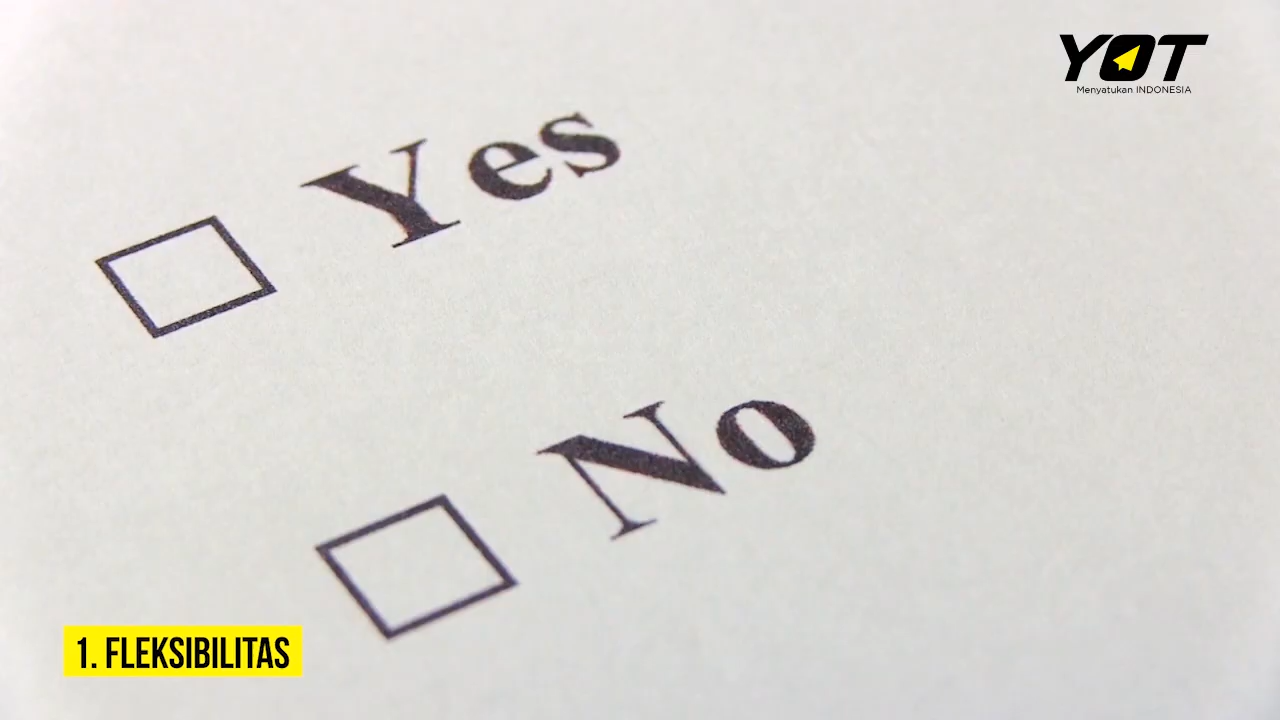 YOT
Menyatukan INDONESIA
Yes
No
1. FLEKSIBILITAS